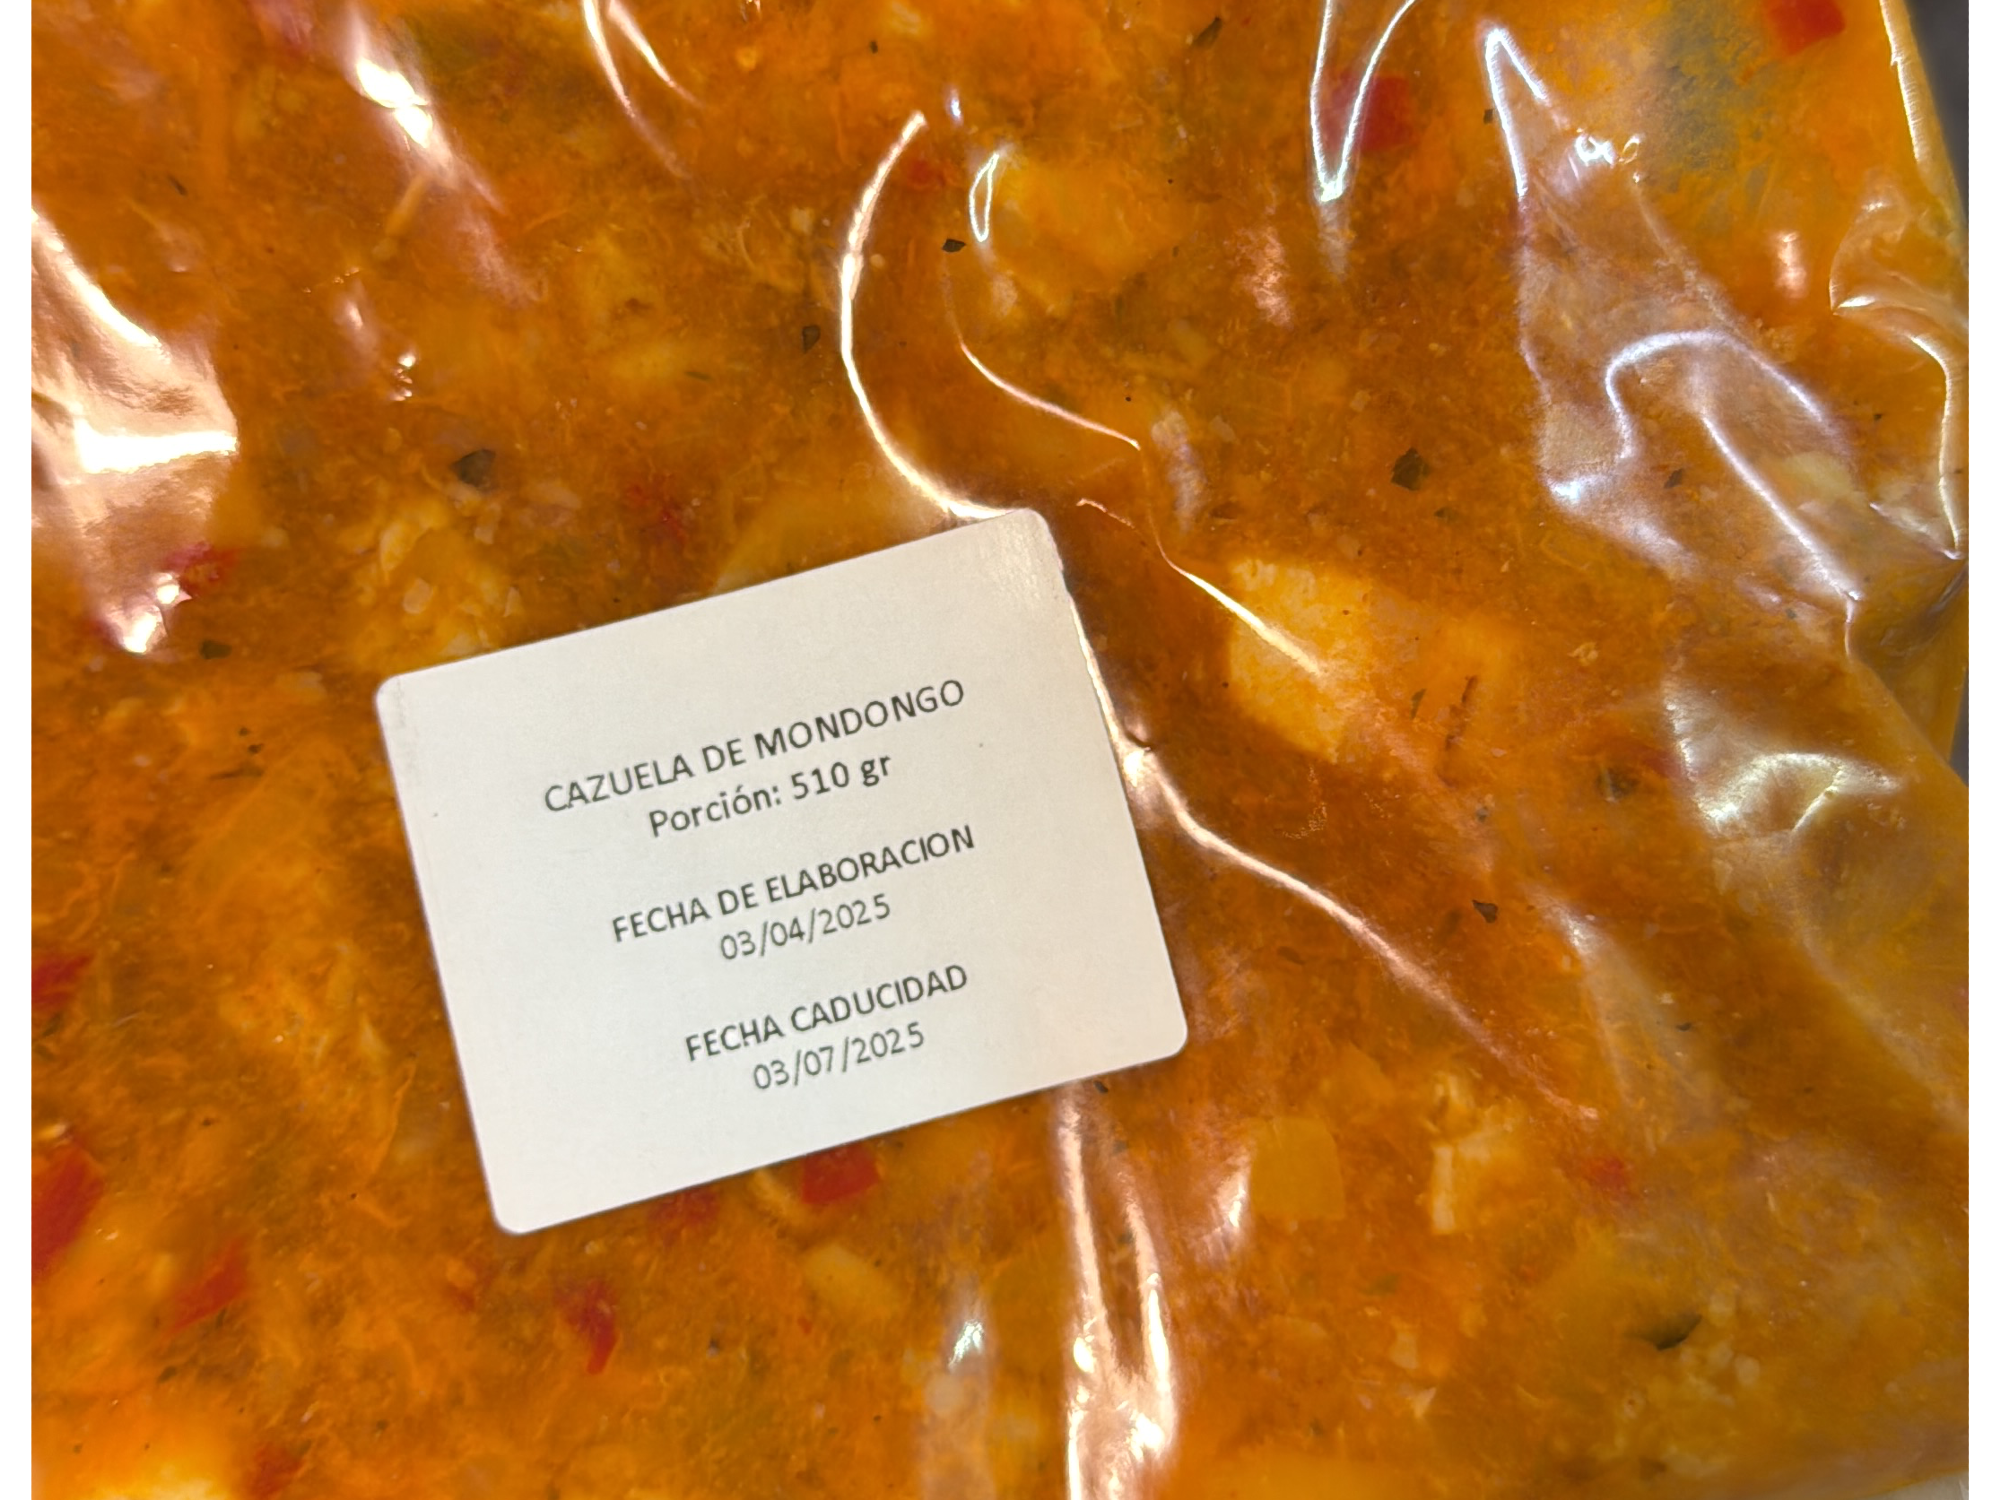 CAZUELA DE MONDONGO
Porción: 510 gr
FECHA DE ELABORACION
03/04/2025
FECHA CADUCIDAD
03/07/2025